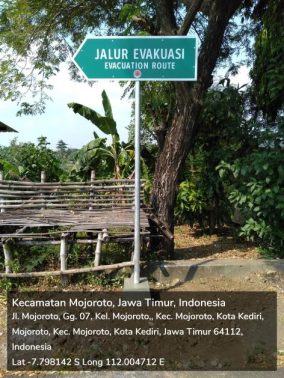 JALUR EVAKUASI
EVACUATION ROUTE
Kecamatan Mojoroto, Jawa Timur, Indonesia
Jl. Mojoroto, Gg. 07, Kel. Mojoroto,, Kec. Mojoroto, Kota Kediri,
Mojoroto, Kec. Mojoroto, Kota Kediri, Jawa Timur 64112,
Indonesia
Lat -7.798142 S Long 112.004712 E